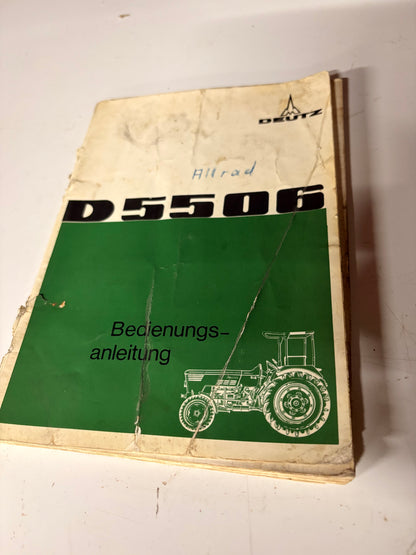 DEUTZ
Allrad
D5506
Bedienungs-
anleitung